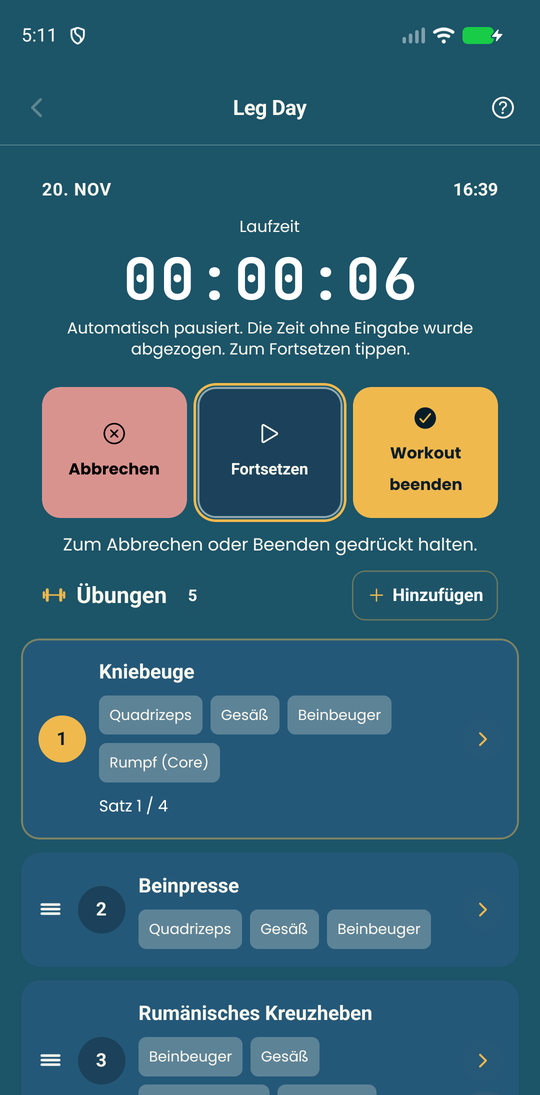 5:11
Leg Day
20. NOV
16:39
Laufzeit
00:00:06
Automatisch pausiert. Die Zeit ohne Eingabe wurde
abgezogen. Zum Fortsetzen tippen.
Abbrechen
Fortsetzen
Workout
beenden
Zum Abbrechen oder Beenden gedrückt halten.
Übungen 5
Hinzufügen
1
Kniebeuge
Quadrizeps Gesäß Beinbeuger
Rumpf (Core)
Satz 1 / 4
2
Beinpresse
Quadrizeps Gesäß Beinbeuger
3
Rumänisches Kreuzheben
Beinbeuger Gesäß